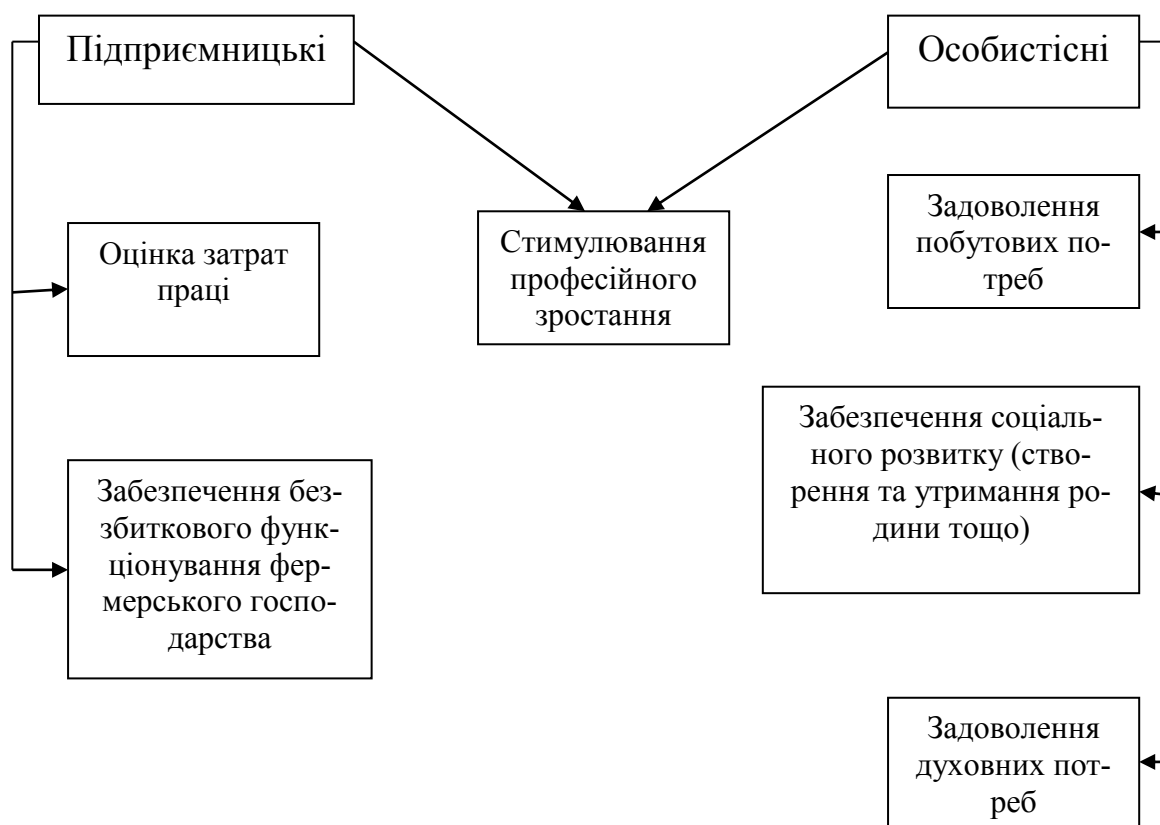 Підприємницькі
Особистісні
Стимулювання
професійного
зростання
Оцінка затрат
праці
Забезпечення без-
збиткового функ-
ціонування фер-
мерського госпо-
дарства
Задоволення
побутових по-
треб
Забезпечення соціаль-
ного розвитку (ство-
рення та утримання ро-
дини тощо)
Задоволення
духовних пот-
реб